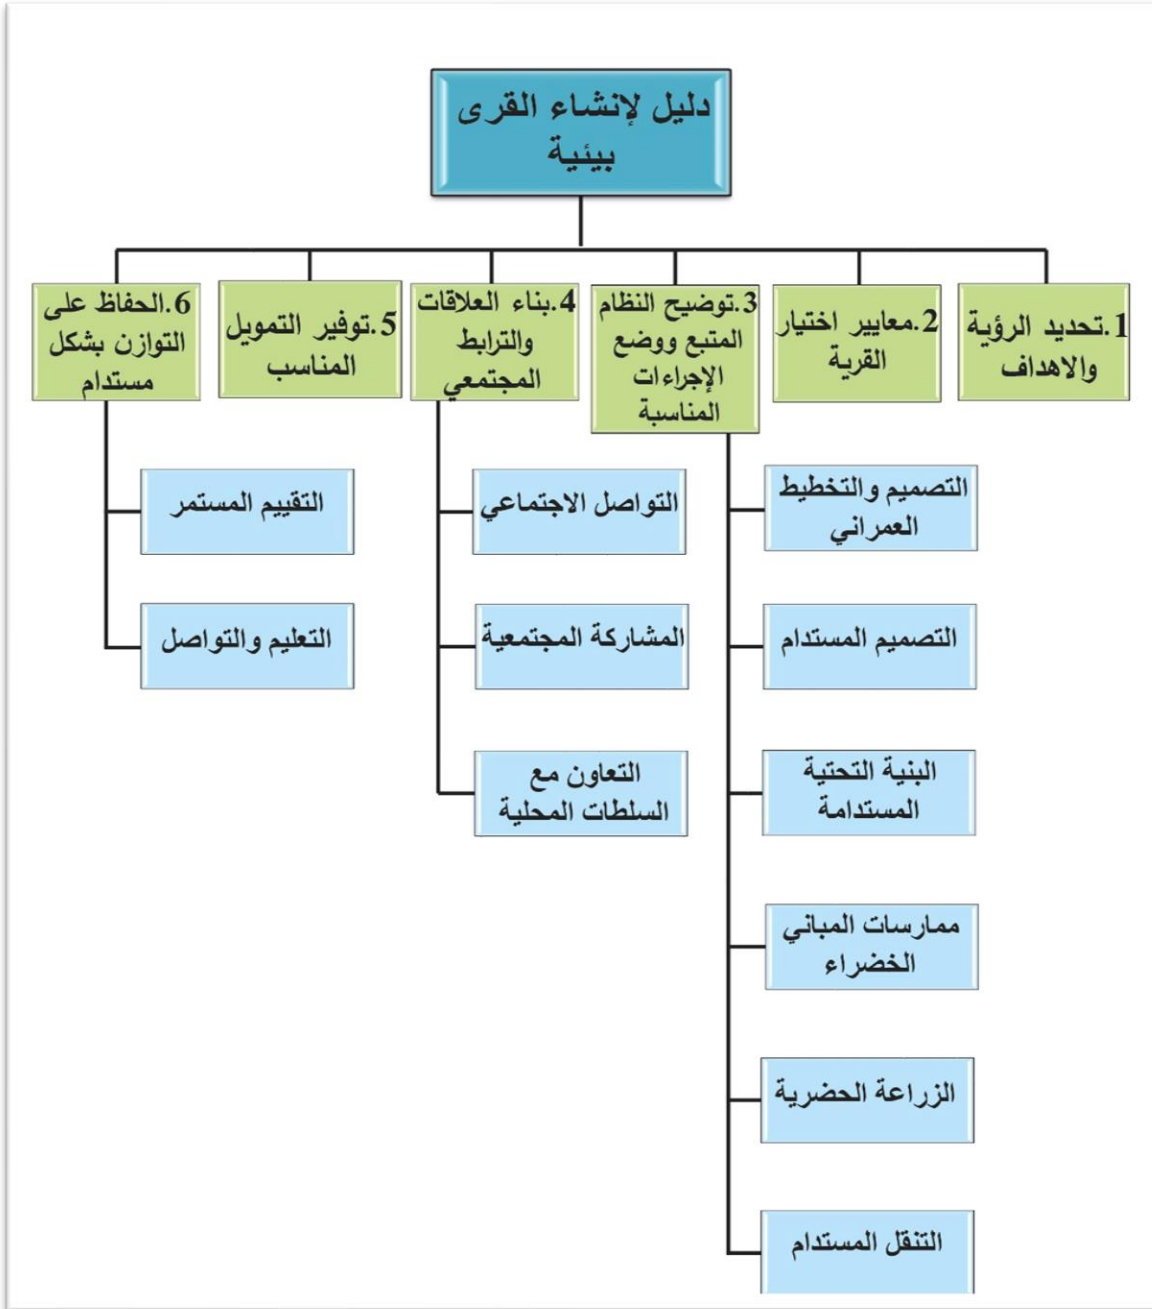 دليل لإنشاء القرى
بيئية
1.تحديد الرؤية
والاهداف
2.معايير اختيار
القرية
3.توضيح النظام
المتبع ووضع
الإجراءات
المناسبة
4.بناء العلاقات
والترابط
المجتمعي
5.توفير التمويل
المناسب
6.الحفاظ على
التوازن بشكل
مستدام
التصميم والتخطيط
العمراني
التصميم المستدام
البنية التحتية
المستدامة
ممارسات المباني
الخضراء
الزراعة الحضرية
التنقل المستدام
التواصل الاجتماعي
المشاركة المجتمعية
التعاون مع
السلطات المحلية
التقييم المستمر
التعليم والتواصل